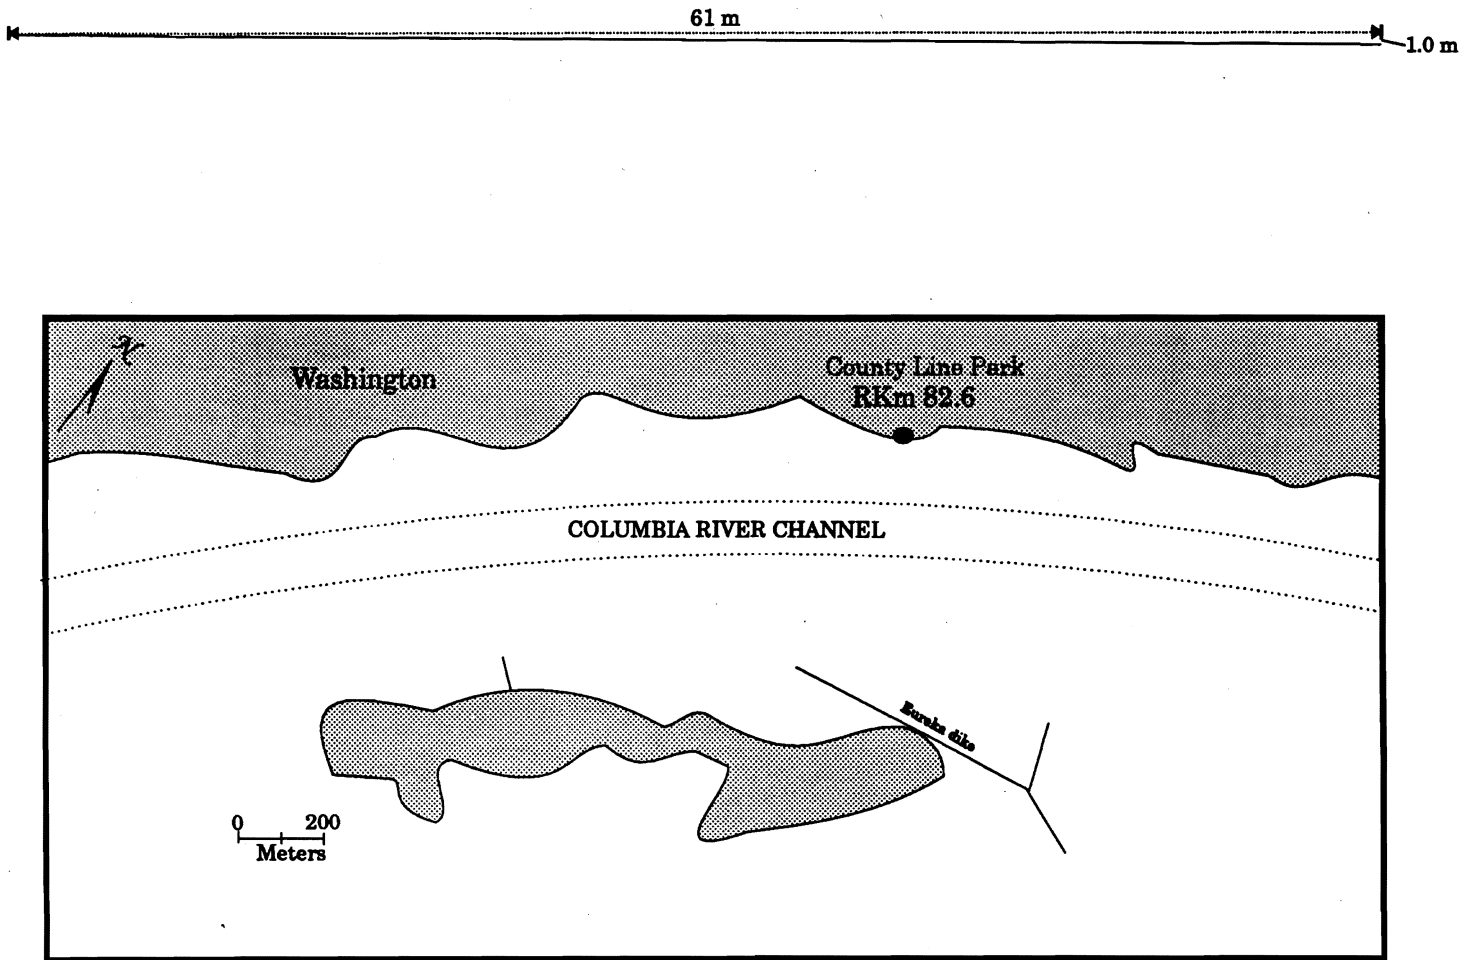 61 m
1.0 m
N
Washington
County Line Park
RKm 82.6
COLUMBIA RIVER CHANNEL
Eureka dike
0 200
Meters